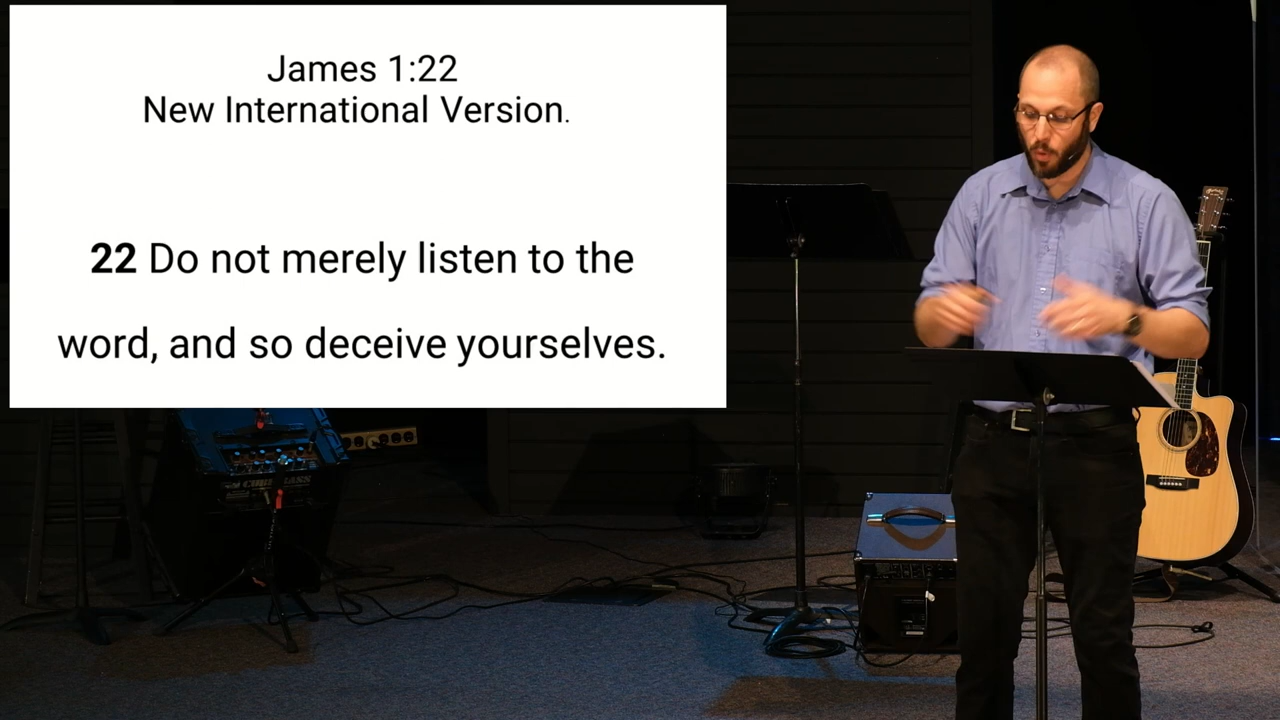 James 1:22
New International Version.
22 Do not merely listen to the
word, and so deceive yourselves.